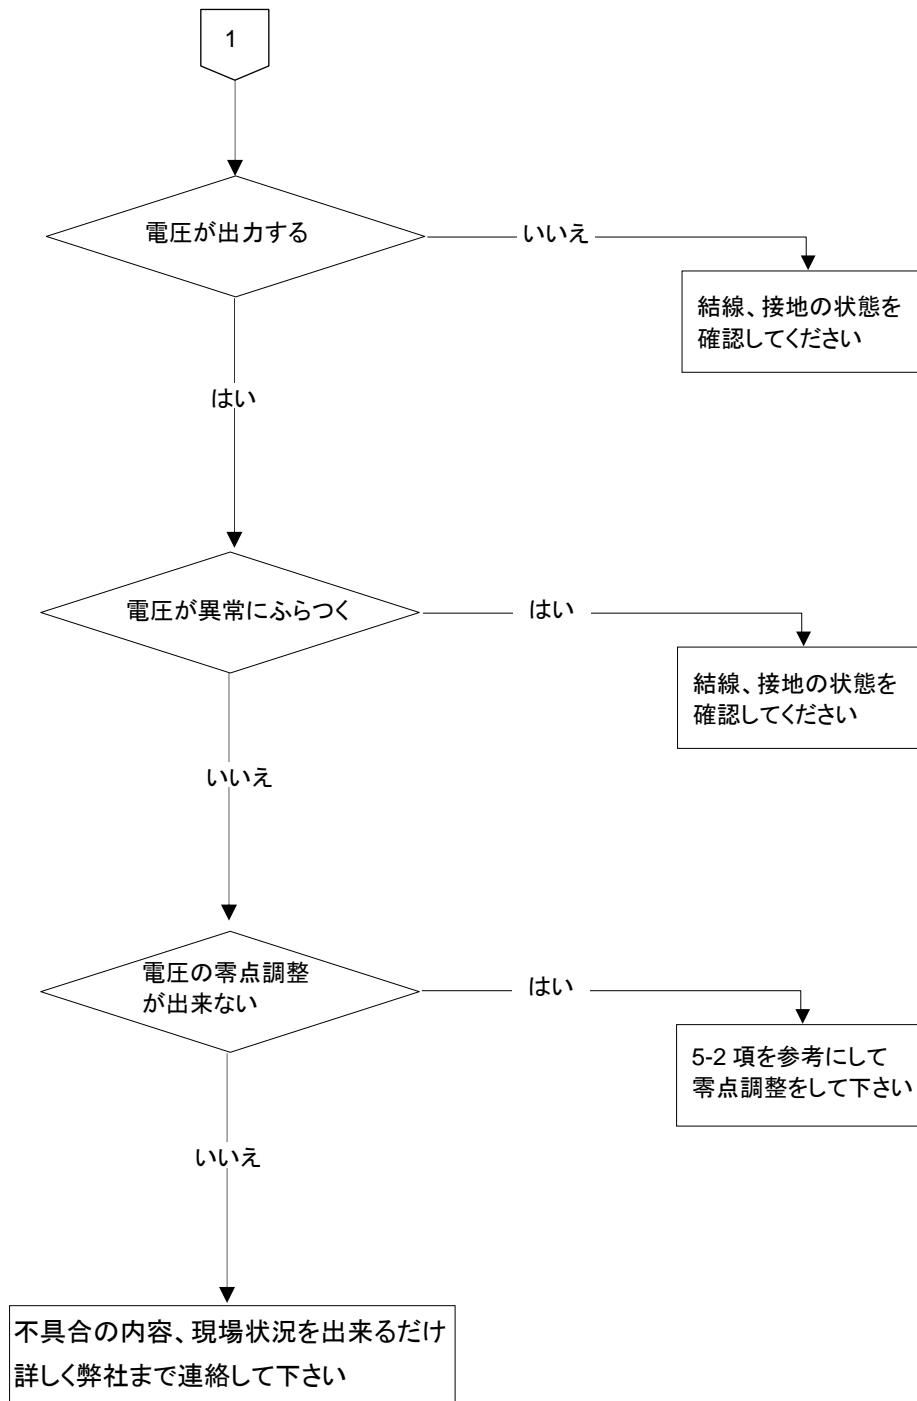 1
電圧が出力する
いいえ
結線、接地の状態を
確認してください
はい
電圧が異常にふらつく
はい
結線、接地の状態を
確認してください
いいえ
電圧の零点調整
が出来ない
はい
5-2 項を参考にして
零点調整をして下さい
いいえ
不具合の内容、現場状況を出来るだけ
詳しく弊社まで連絡して下さい